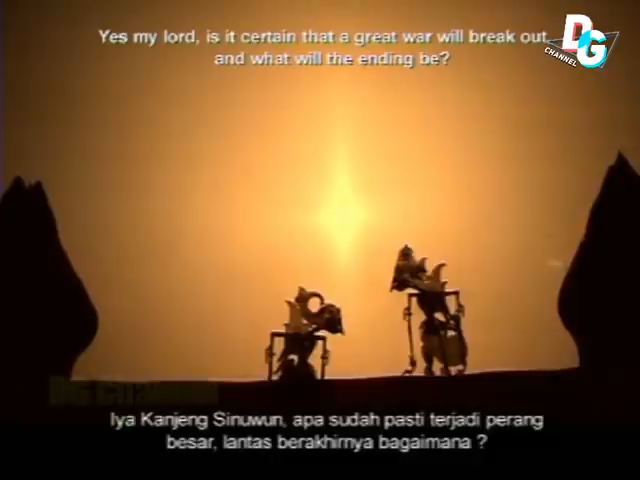 Yes my lord, is it certain that a great war will break out,
and what will the ending be?
DG
CHANNEL
Iya Kanjeng Sinuwun, apa sudah pasti terjadi perang
besar, lantas berakhirnya bagaimana ?